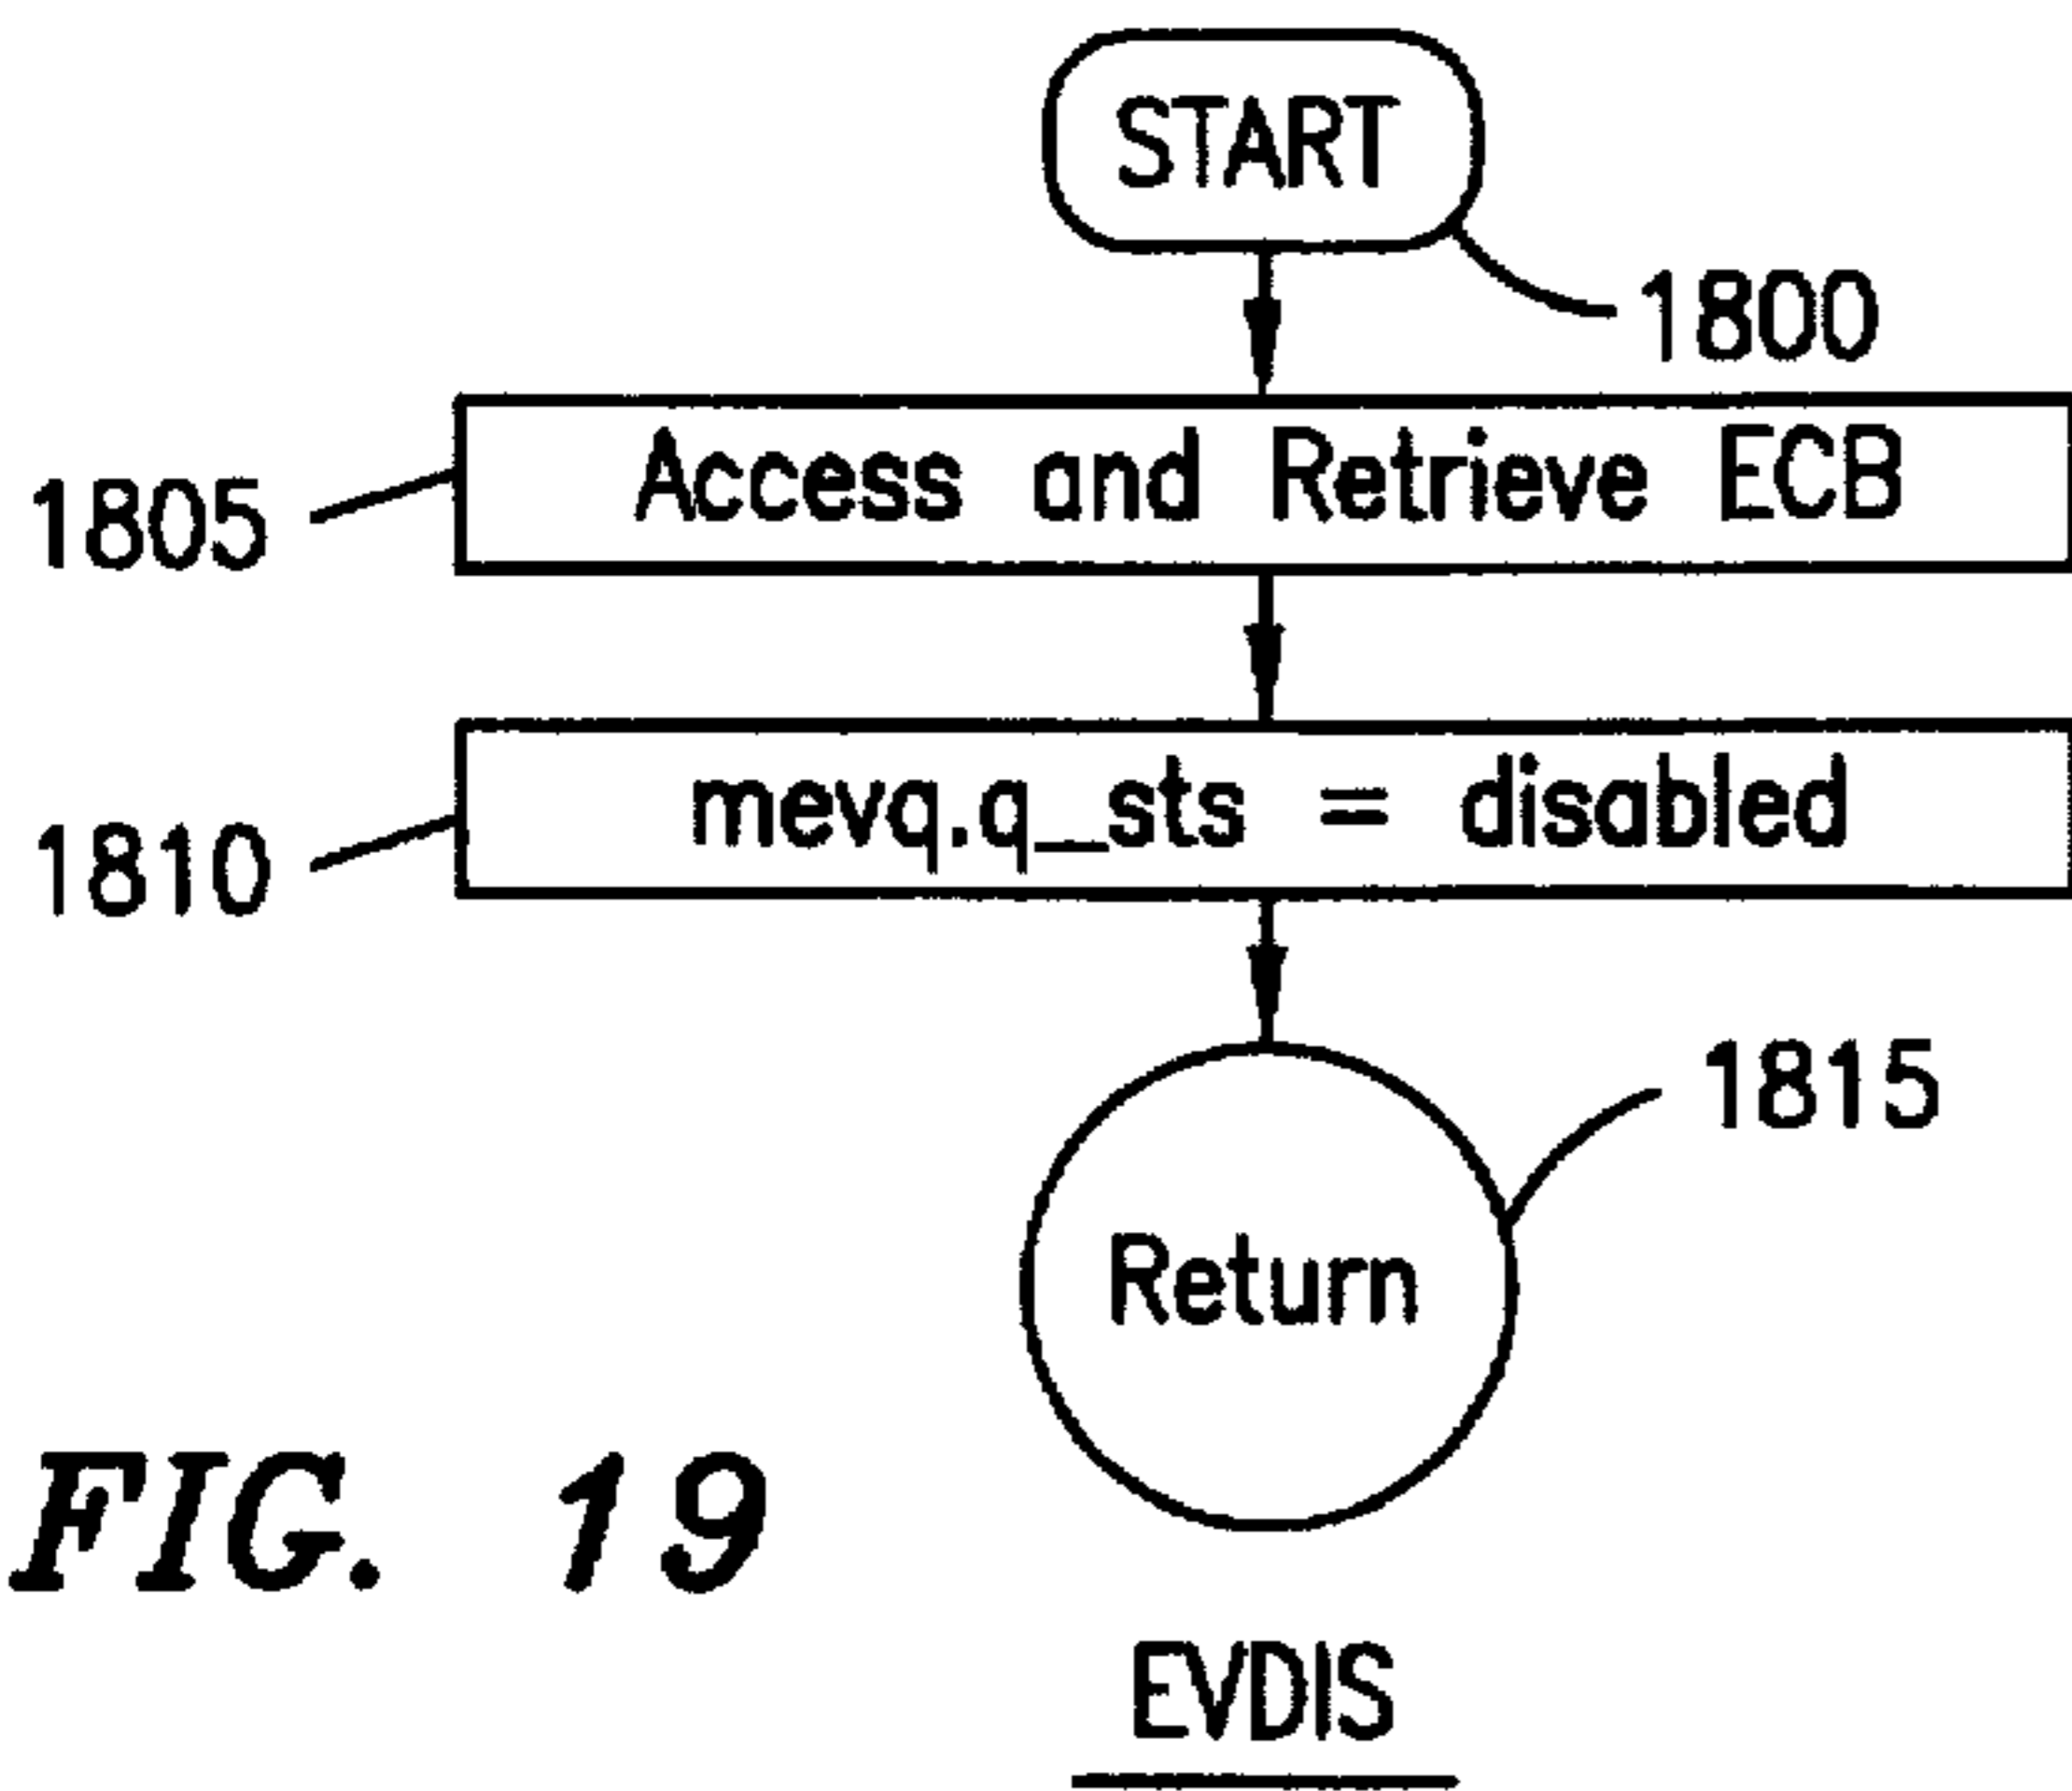 START
1800
Access and Retrieve ECB
1805
mevq.q_sts = disabled
1810
1815
Return
FIG. 19
EVDIS